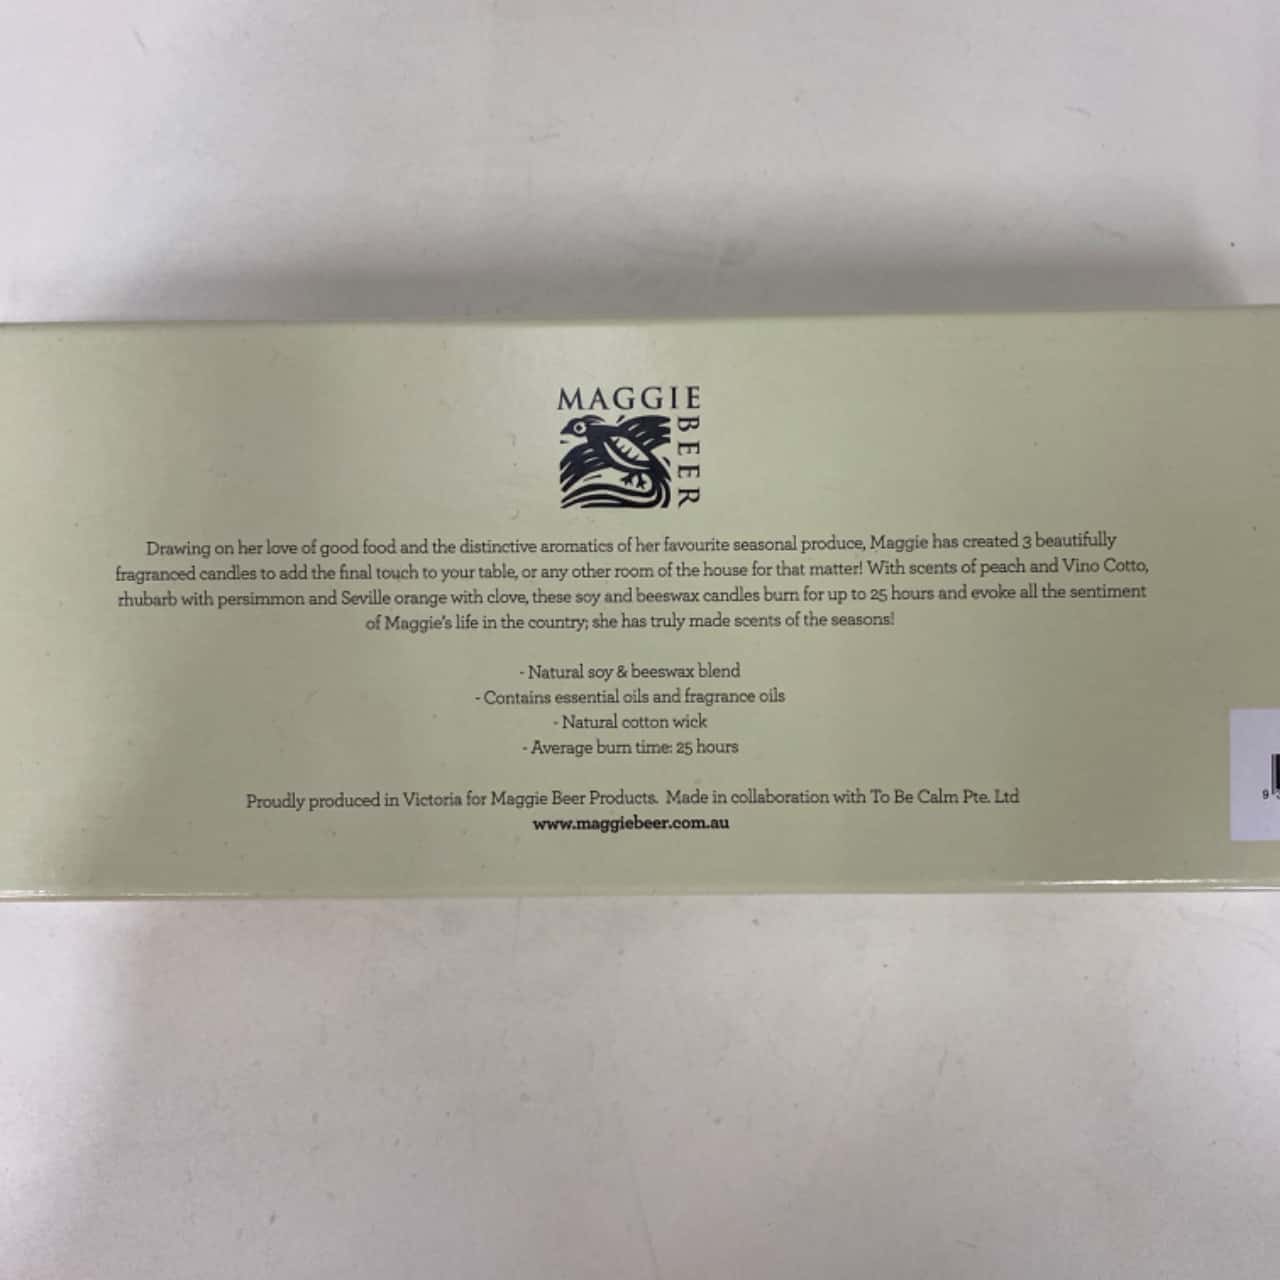 MAGGIE
BEER
Drawing on her love of good food and the distinctive aromatics of her favourite seasonal produce, Maggie has created 3 beautifully
fragranced candles to add the final touch to your table, or any other room of the house for that matter! With scents of peach and Vino Cotto,
rhubarb with persimmon and Seville orange with clove, these soy and beeswax candles burn for up to 25 hours and evoke all the sentiment
of Maggie's life in the country; she has truly made scents of the seasons!
- Natural soy & beeswax blend
- Contains essential oils and fragrance oils
- Natural cotton wick
- Average burn time: 25 hours
Proudly produced in Victoria for Maggie Beer Products. Made in collaboration with To Be Calm Pte. Ltd
www.maggiebeer.com.au
9